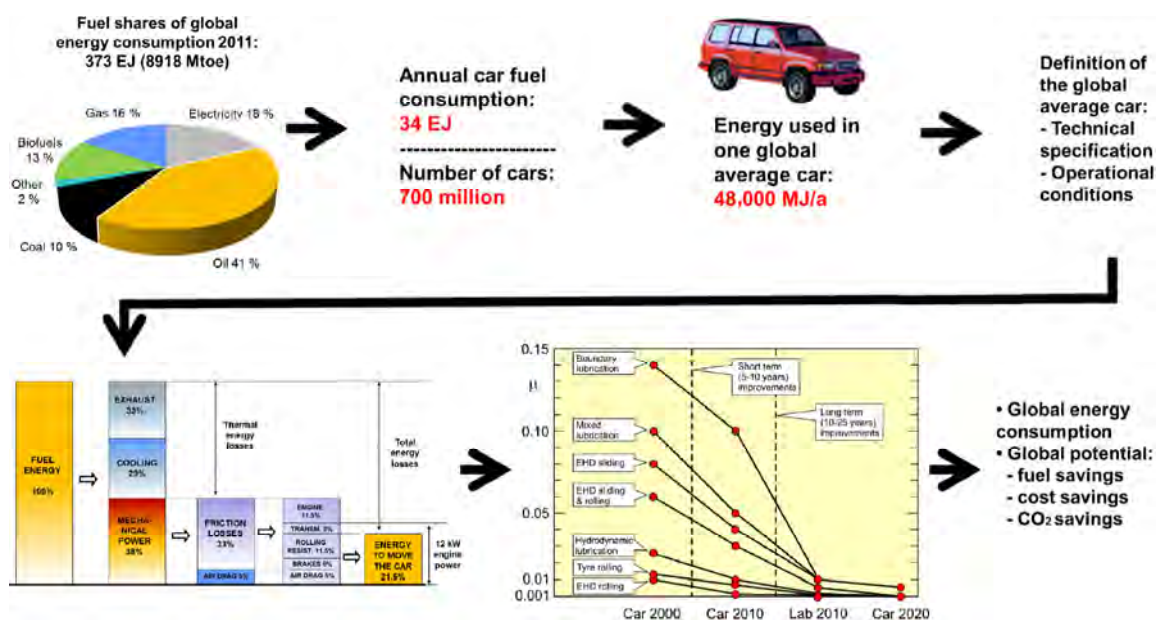 Fuel shares of global
energy consumption 2011:
373 EJ (8918 Mtoe)
Gas 16 %
Electricity 18 %
Biofuels
13 %
Other
2 %
Coal 10 %
Oil 41 %
Annual car fuel
consumption:
34 EJ
-----------------------
Number of cars:
700 million
Energy used in
one global
average car:
48,000 MJ/a
Definition of
the global
average car:
- Technical
specification
- Operational
conditions
FUEL
ENERGY
100%
EXHAUST
33%
COOLING
29%
MECHA-
NICAL
POWER
38%
Thermal
energy
losses
FRICTION
LOSSES
33%
AIR DRAG 5%
Total
energy
losses
ENGINE
11.5%
TRANSM. 5%
ROLLING
RESIST. 11.5%
BRAKES 5%
AIR DRAG 5%
ENERGY
TO MOVE
THE CAR
21.5%
12 kW
engine
power
0.15
μ
0.10
0.05
0.01
0.001
Boundary
lubrication
Mixed
lubrication
EHD sliding
EHD sliding
& rolling
Hydrodynamic
lubrication
Tyre rolling
EHD rolling
Short term
(5-10 years)
improvements
Long term
(10-25 years)
improvements
Car 2000
Car 2010
Lab 2010
Car 2020
• Global energy
consumption
• Global potential:
- fuel savings
- cost savings
- CO₂ savings